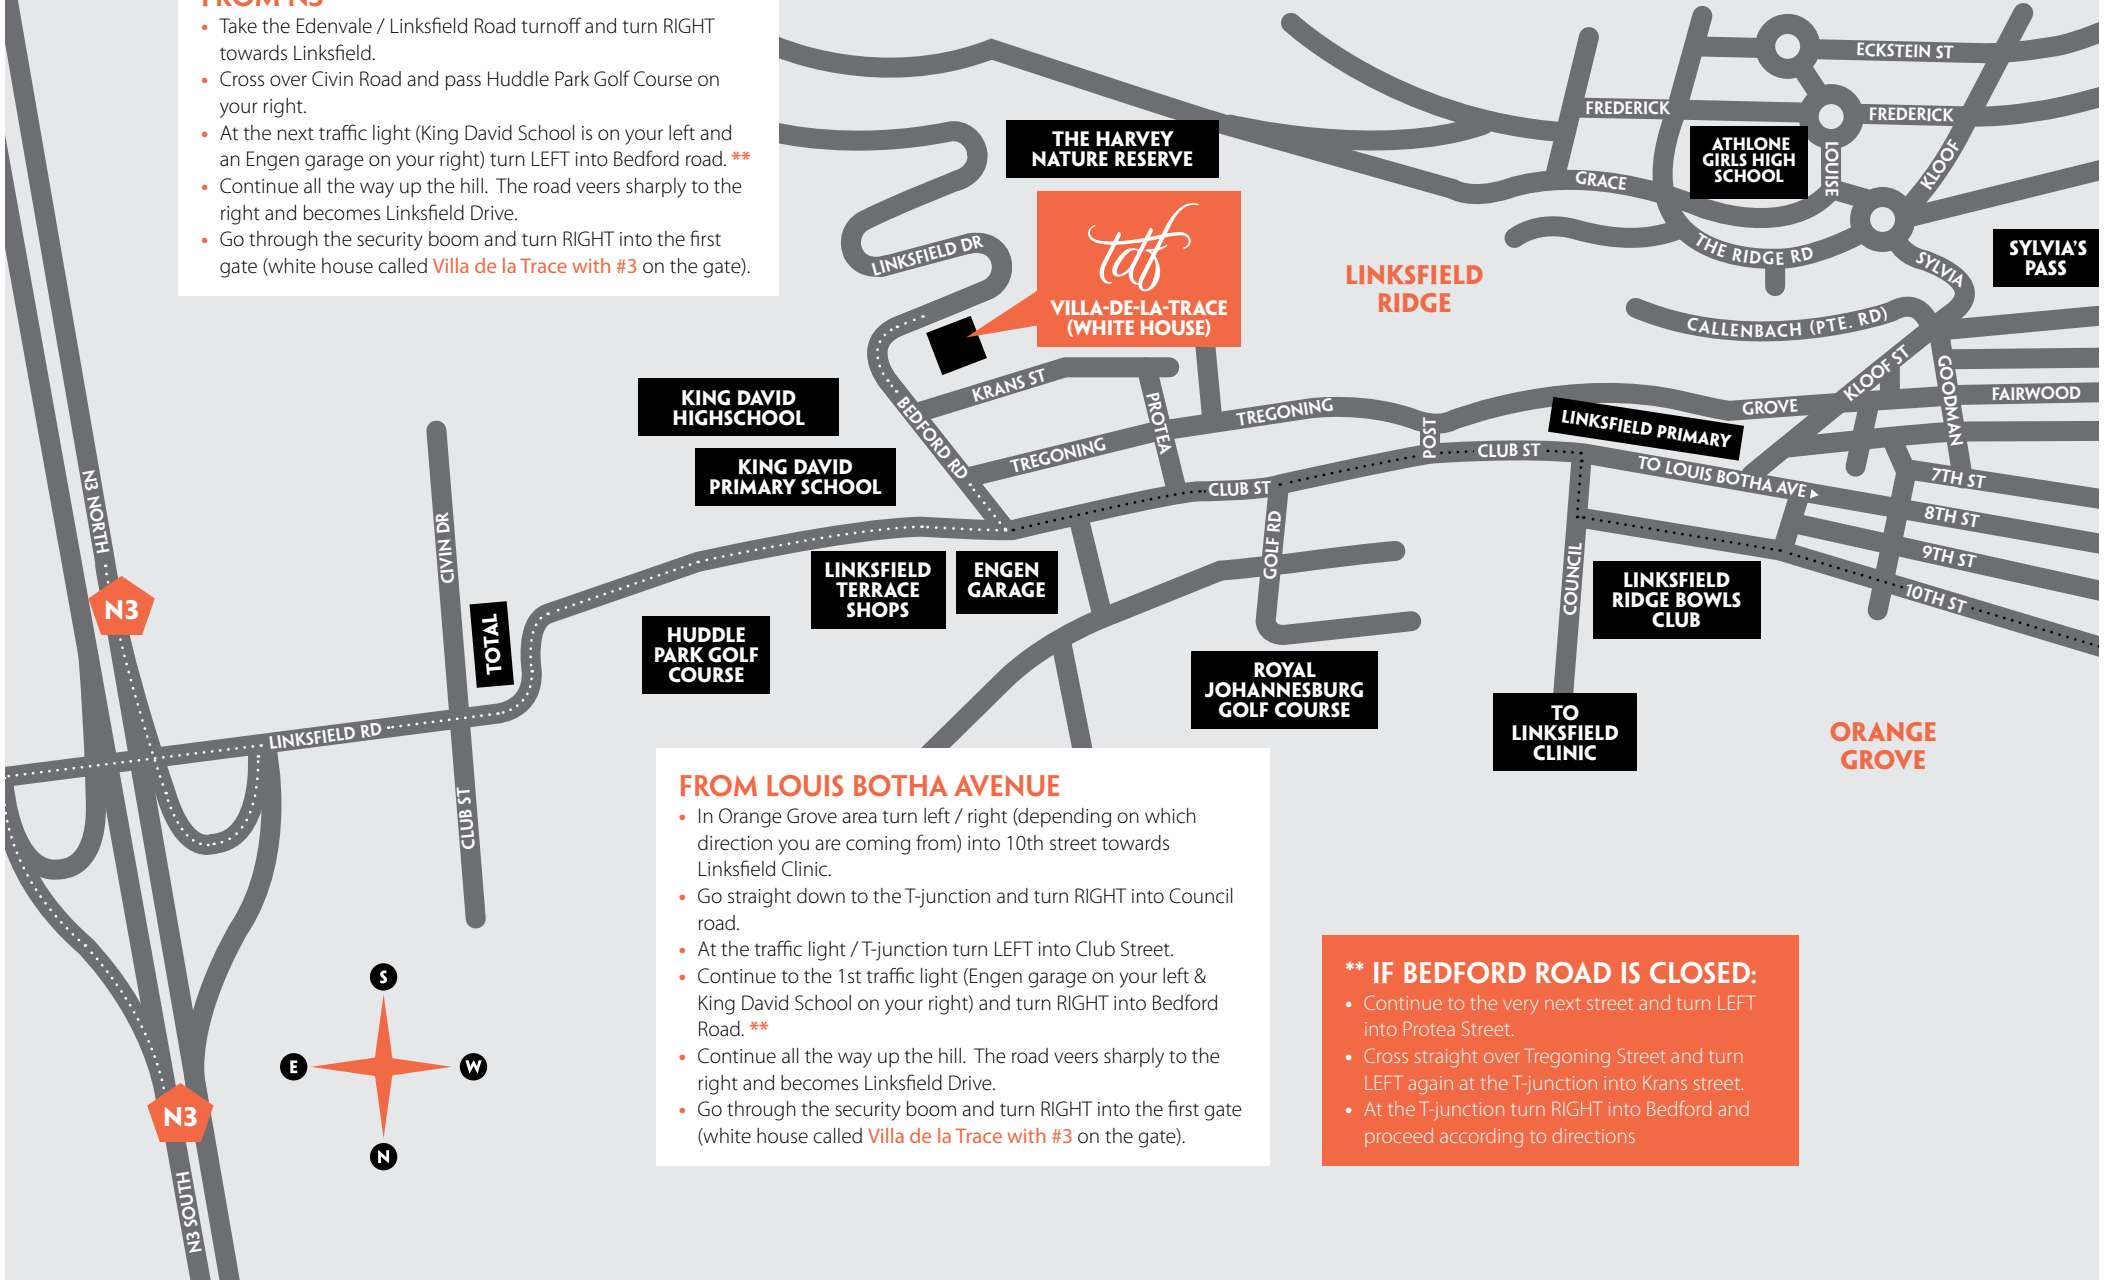 FROM N3
• Take the Edenvale / Linksfield Road turnoff and turn RIGHT
towards Linksfield.
• Cross over Civin Road and pass Huddle Park Golf Course on
your right.
• At the next traffic light (King David School is on your left and
an Engen garage on your right) turn LEFT into Bedford road. **
• Continue all the way up the hill. The road veers sharply to the
right and becomes Linksfield Drive.
• Go through the security boom and turn RIGHT into the first
gate (white house called Villa de la Trace with #3 on the gate).
ECKSTEIN ST
FREDERICK
FREDERICK
THE HARVEY
NATURE RESERVE
ATHLONE
GIRLS HIGH
SCHOOL
LOUISE
KLOOF
GRACE
tdf
VILLA-DE-LA-TRACE
(WHITE HOUSE)
LINKSFIELD DR
LINKSFIELD
RIDGE
THE RIDGE RD
SYLVIA
SYLVIA'S
PASS
CALLENBACH (PTE. RD)
KLOOF ST
GOODMAN
FAIRWOOD
GROVE
KRANS ST
KING DAVID
HIGHSCHOOL
BEDFORD RD
PROTEA
TREGONING
TREGONING
POST
LINKSFIELD PRIMARY
KING DAVID
PRIMARY SCHOOL
CLUB ST
CLUB ST
TO LOUIS BOTHA AVE
7TH ST
8TH ST
9TH ST
10TH ST
N3 NORTH
CIVIN DR
GOLF RD
COUNCIL
LINKSFIELD
TERRACE
SHOPS
ENGEN
GARAGE
LINKSFIELD
RIDGE BOWLS
CLUB
N3
TOTAL
HUDDLE
PARK GOLF
COURSE
ROYAL
JOHANNESBURG
GOLF COURSE
TO
LINKSFIELD
CLINIC
ORANGE
GROVE
LINKSFIELD RD
CLUB ST
FROM LOUIS BOTHA AVENUE
• In Orange Grove area turn left / right (depending on which
direction you are coming from) into 10th street towards
Linksfield Clinic.
• Go straight down to the T-junction and turn RIGHT into Council
road.
• At the traffic light / T-junction turn LEFT into Club Street.
• Continue to the 1st traffic light (Engen garage on your left &
King David School on your right) and turn RIGHT into Bedford
Road. **
• Continue all the way up the hill. The road veers sharply to the
right and becomes Linksfield Drive.
• Go through the security boom and turn RIGHT into the first gate
(white house called Villa de la Trace with #3 on the gate).
** IF BEDFORD ROAD IS CLOSED:
• Continue to the very next street and turn LEFT
into Protea Street.
• Cross straight over Tregoning Street and turn
LEFT again at the T-junction into Krans street.
• At the T-junction turn RIGHT into Bedford and
proceed according to directions
S
E
W
N
N3
N3 SOUTH